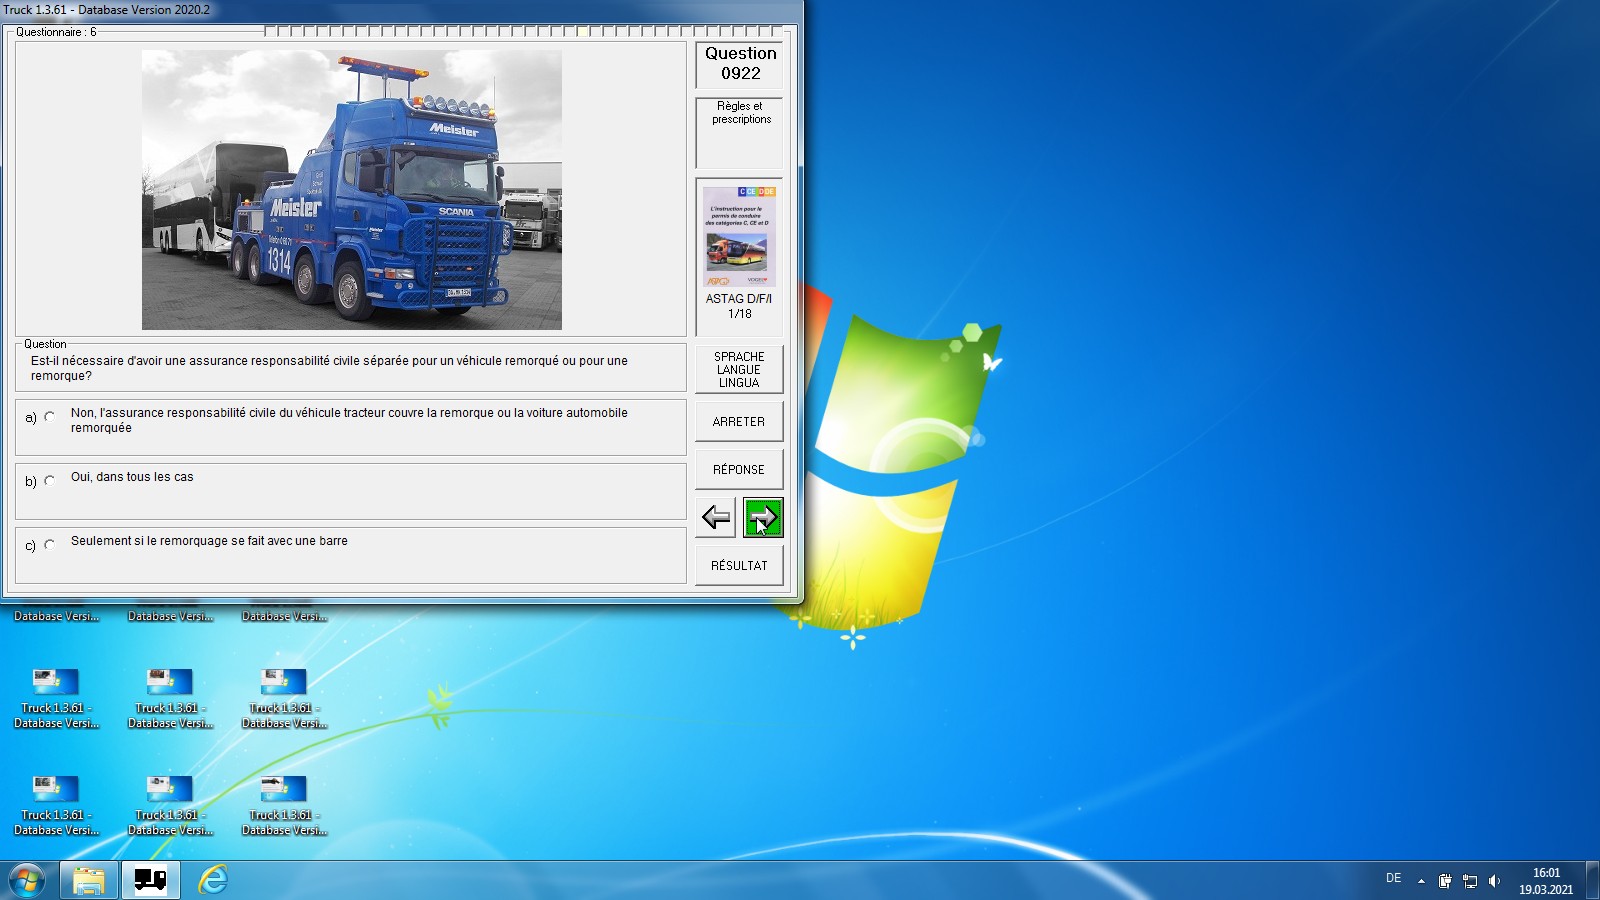 Truck 1.3.61 - Database Version 2020.2
Questionnaire : 6
Meister
Meister
SCANIA
Meister
1314
Question
0922
Règles et
prescriptions
C CE D DE
L'instruction pour le
permis de conduire
des catégories C, CE et D
ASTAG D/F/I
1/18
Question
Est-il nécessaire d'avoir une assurance responsabilité civile séparée pour un véhicule remorqué ou pour une
remorque?
a)
Non, l'assurance responsabilité civile du véhicule tracteur couvre la remorque ou la voiture automobile
remorquée
b)
Oui, dans tous les cas
c)
Seulement si le remorquage se fait avec une barre
SPRACHE
LANGUE
LINGUA
ARRETER
RÉPONSE
RÉSULTAT
Database Versi...
Database Versi...
Database Versi...
Truck 1.3.61 -
Database Versi...
Truck 1.3.61 -
Database Versi...
Truck 1.3.61 -
Database Versi...
Truck 1.3.61 -
Database Versi...
Truck 1.3.61 -
Database Versi...
Truck 1.3.61 -
Database Versi...
DE
16:01
19.03.2021